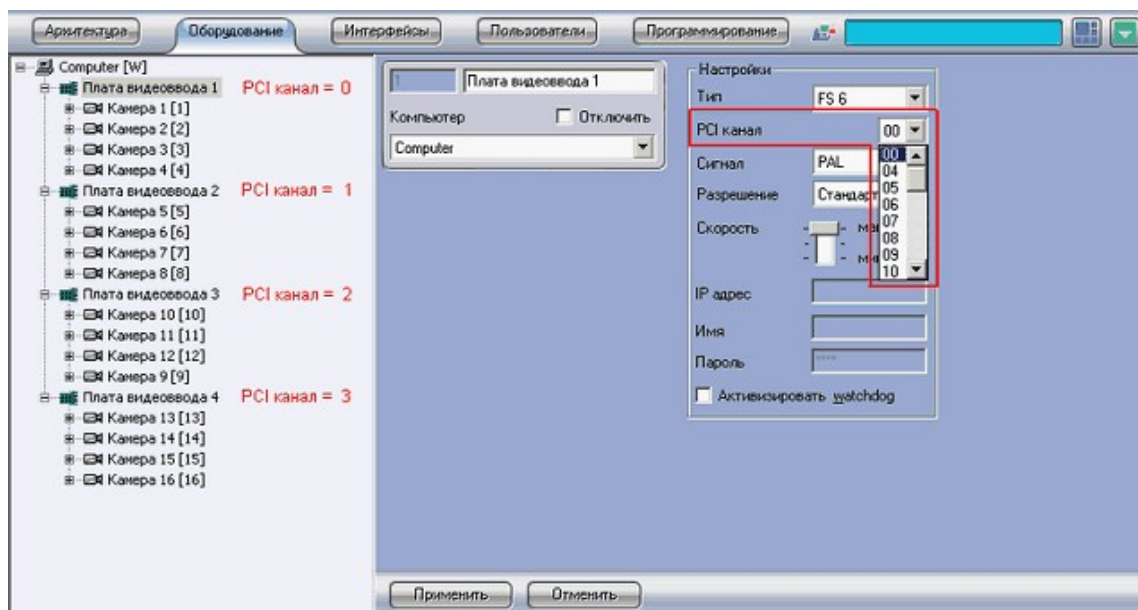 Архитектура Оборудование Интерфейсы Пользователи Программирование
Computer [W]
Плата видеоввода 1 PCI канал = 0
Камера 1 [1]
Камера 2 [2]
Камера 3 [3]
Камера 4 [4]
Плата видеоввода 2 PCI канал = 1
Камера 5 [5]
Камера 6 [6]
Камера 7 [7]
Камера 8 [8]
Плата видеоввода 3 PCI канал = 2
Камера 10 [10]
Камера 11 [11]
Камера 12 [12]
Камера 9 [9]
Плата видеоввода 4 PCI канал = 3
Камера 13 [13]
Камера 14 [14]
Камера 15 [15]
Камера 16 [16]
1 Плата видеоввода 1
Компьютер Отключить
Computer
Настройки
Тип FS 6
PCI канал 00
00
04
05
06
07
08
09
10
Сигнал PAL
Разрешение Стандарт
Скорость
IP адрес
Имя
Пароль ****
Активизировать watchdog
Применить Отменить